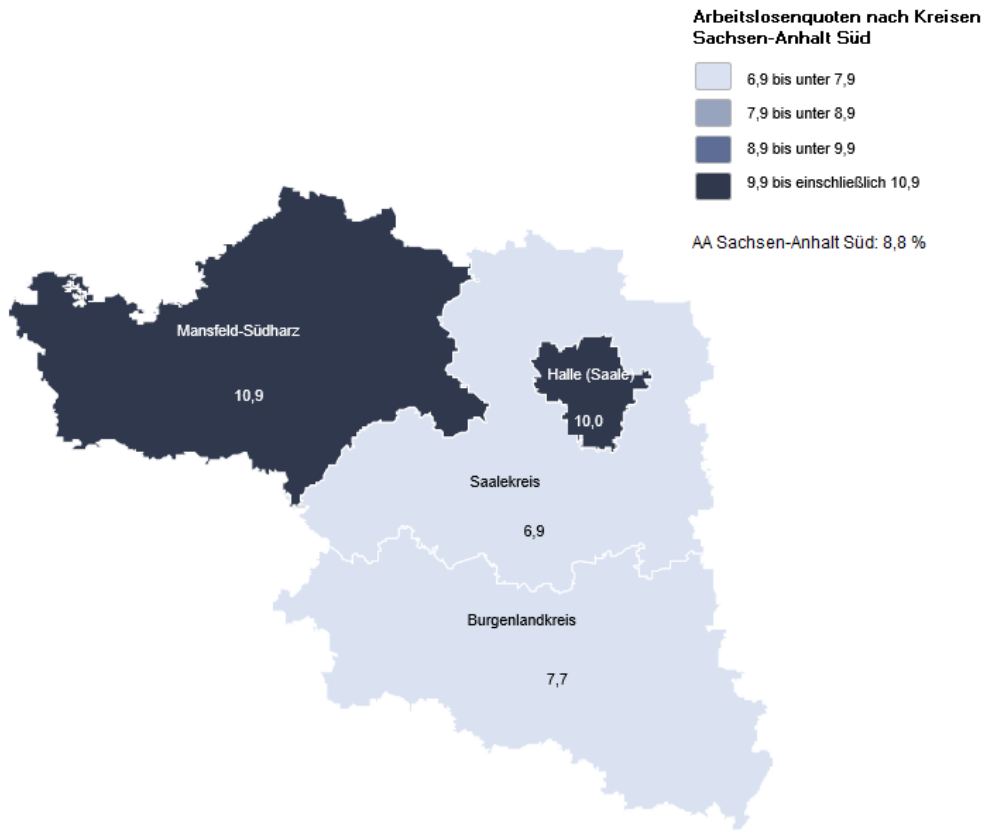 Arbeitslosenquoten nach Kreisen
Sachsen-Anhalt Süd
6,9 bis unter 7,9
7,9 bis unter 8,9
8,9 bis unter 9,9
9,9 bis einschließlich 10,9
AA Sachsen-Anhalt Süd: 8,8 %
Mansfeld-Südharz
10,9
Halle (Saale)
10,0
Saalekreis
6,9
Burgenlandkreis
7,7